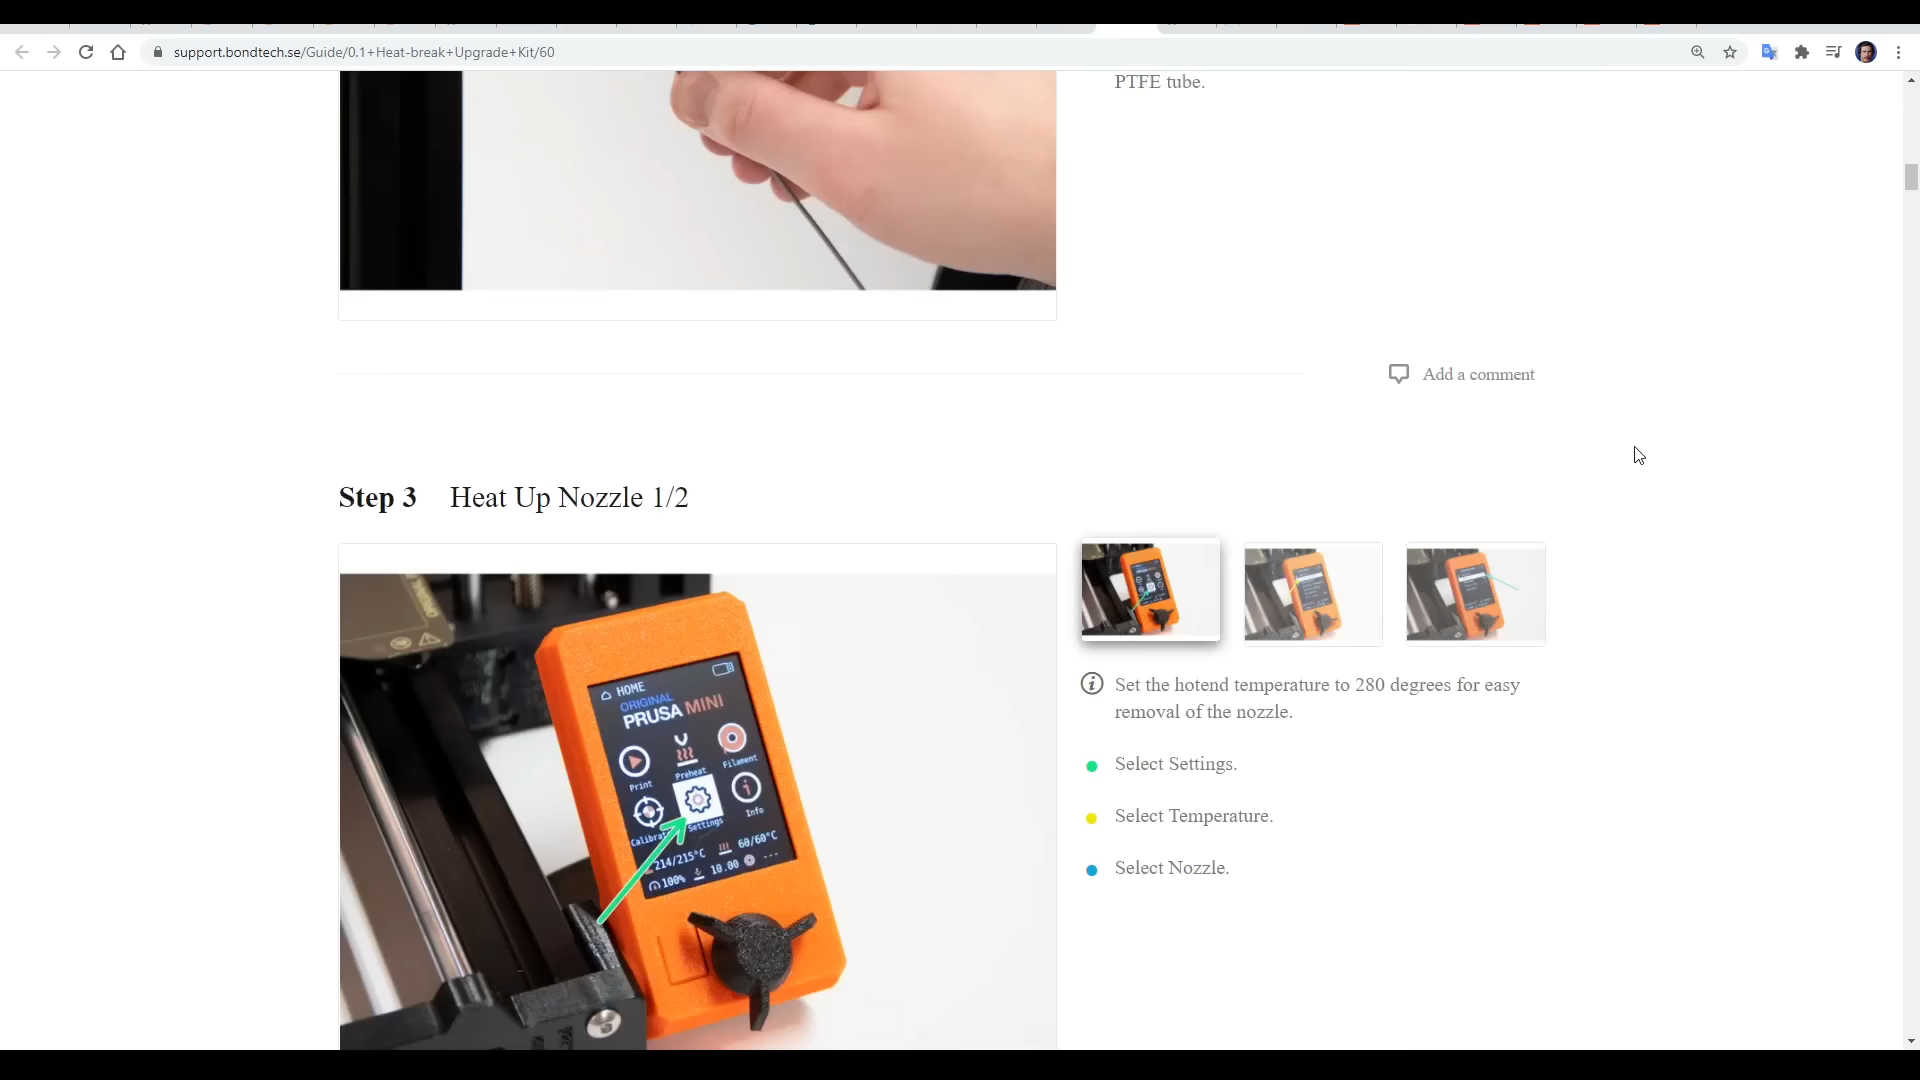 support.bondtech.se/Guide/0.1+Heat-break+Upgrade+Kit/60
PTFE tube.
Add a comment
Step 3 Heat Up Nozzle 1/2
HOME
ORIGINAL
PRUSA MINI
Print
Preheat
Filament
Settings
Info
214/215°C
60/60°C
100%
10.00
---
Set the hotend temperature to 280 degrees for easy
removal of the nozzle.
Select Settings.
Select Temperature.
Select Nozzle.